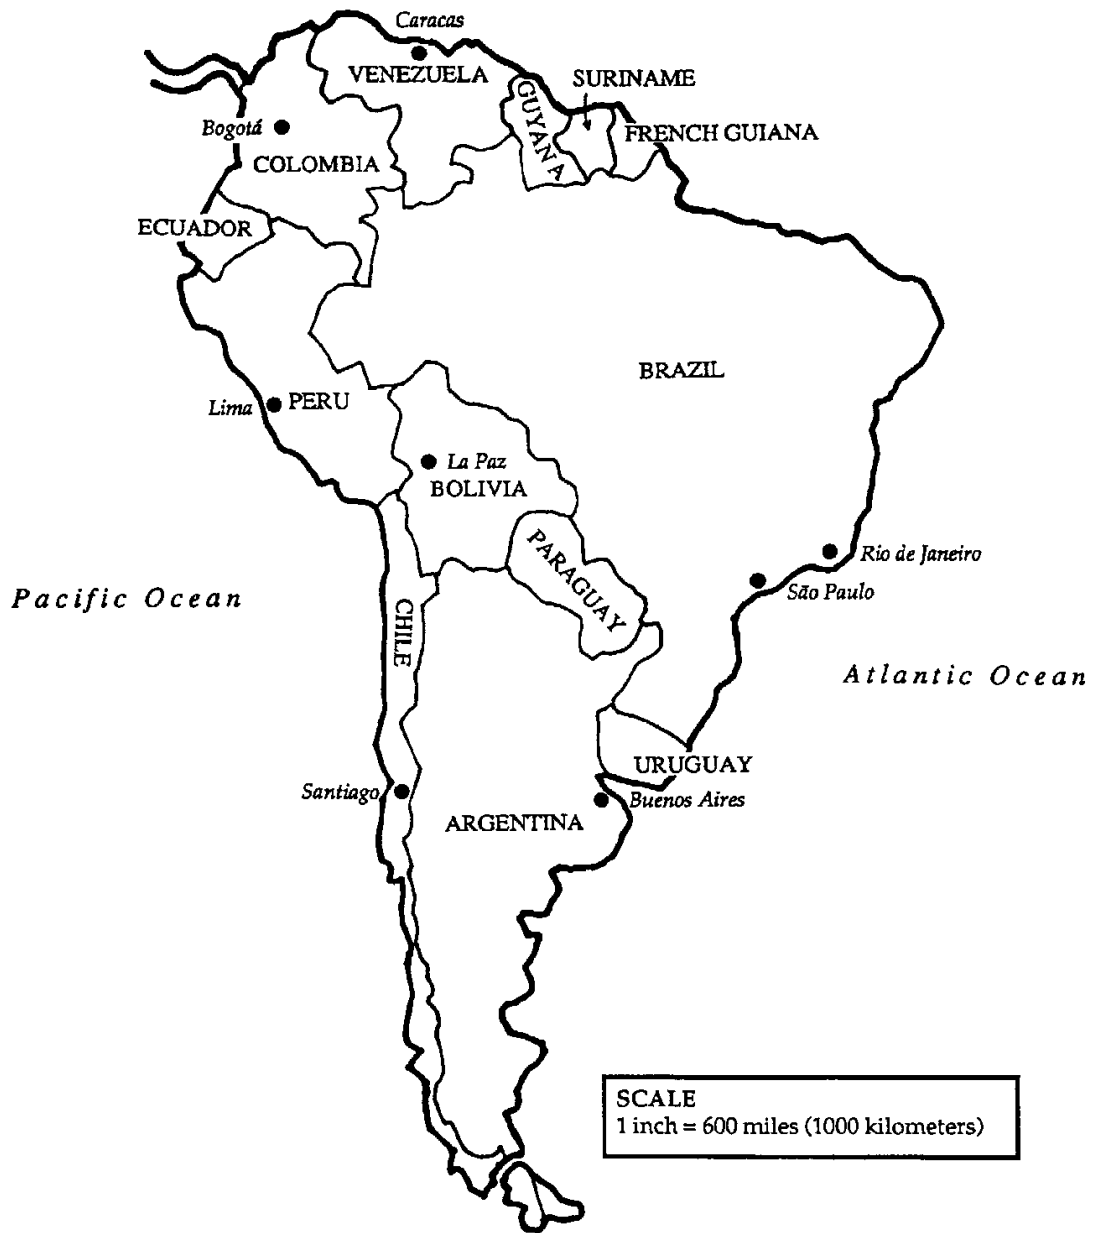 Caracas
VENEZUELA
SURINAME
GUYANA
FRENCH GUIANA
Bogotá
COLOMBIA
ECUADOR
BRAZIL
Lima
PERU
La Paz
BOLIVIA
PARAGUAY
Rio de Janeiro
São Paulo
Pacific Ocean
CHILE
Atlantic Ocean
URUGUAY
Santiago
Buenos Aires
ARGENTINA
SCALE
1 inch = 600 miles (1000 kilometers)